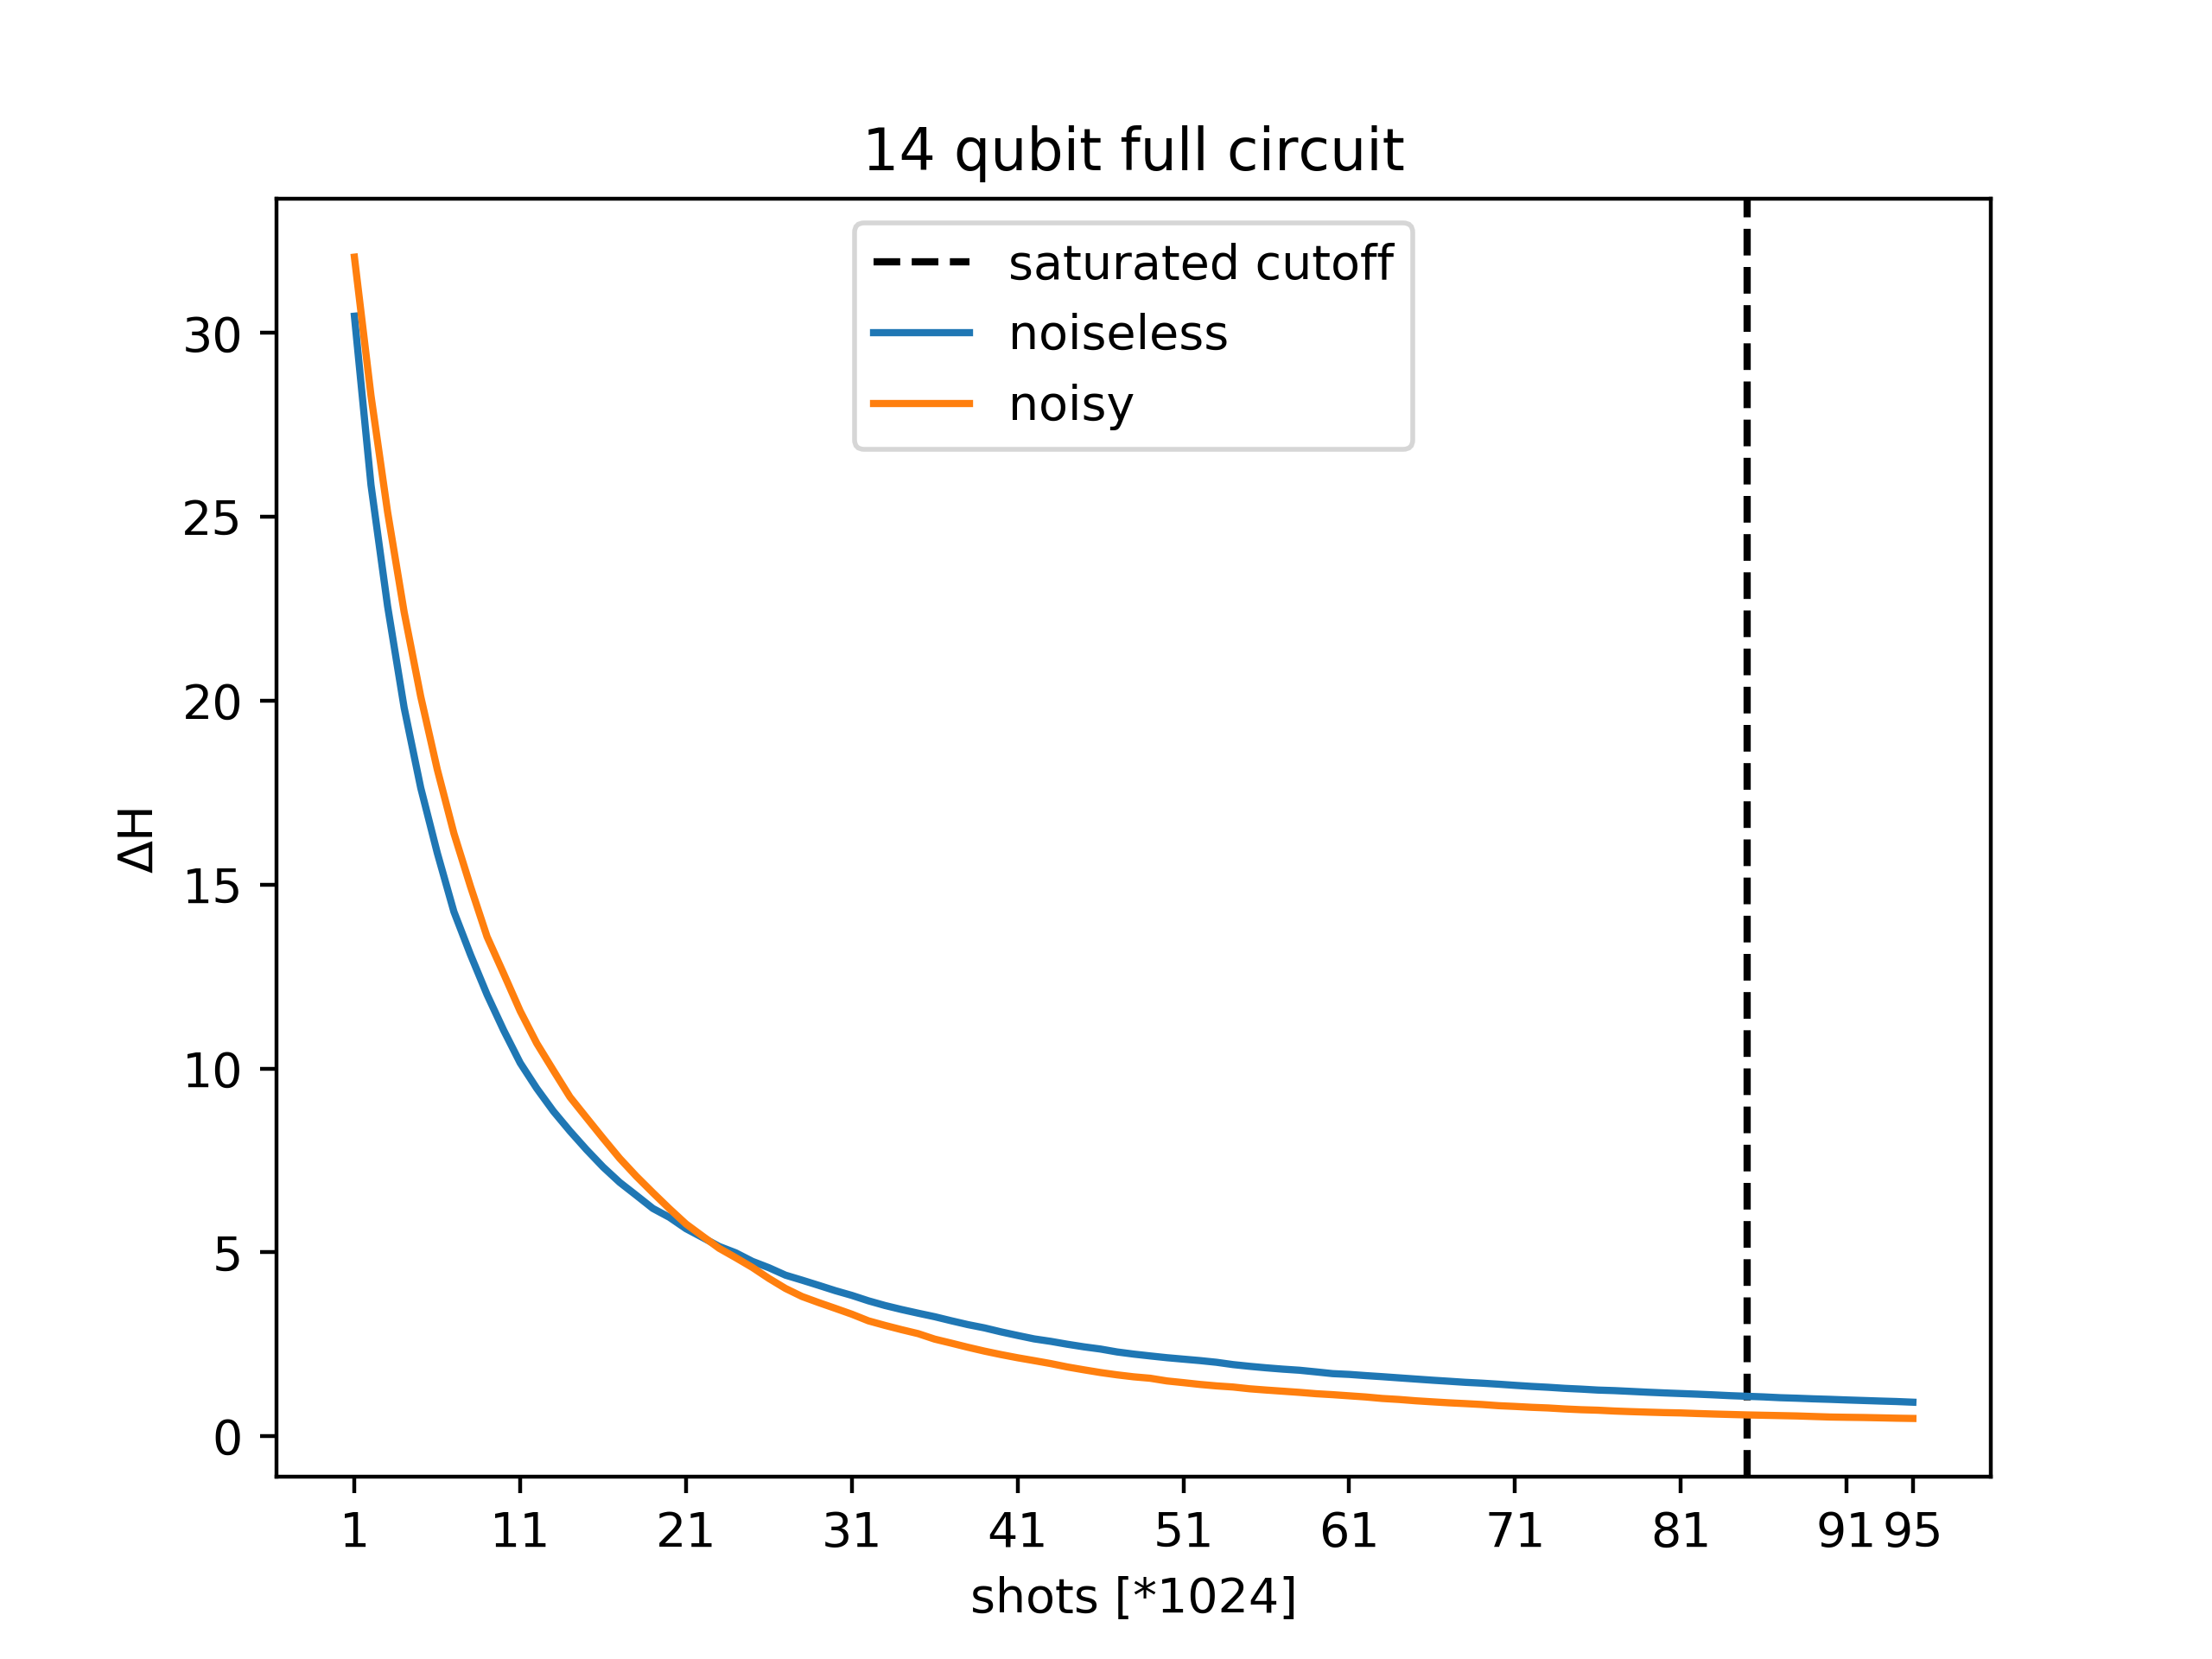 14 qubit full circuit
saturated cutoff
noiseless
noisy
30
25
20
15
10
5
0
ΔH
1 11 21 31 41 51 61 71 81 91 95
shots [*1024]